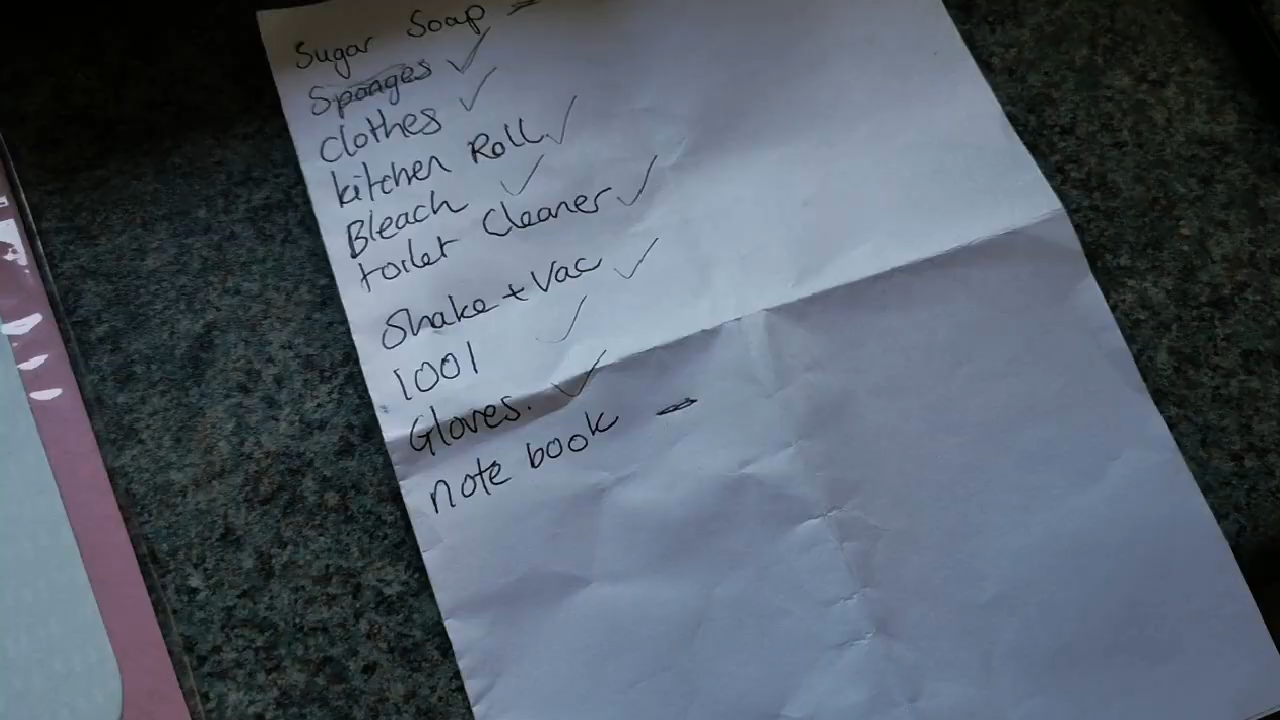 Sugar Soap -
Sponges ✓
clothes ✓
kitchen Roll ✓
Bleach ✓
toilet Cleaner ✓
Shake + Vac ✓
1001 ✓
Gloves. ✓
note book -